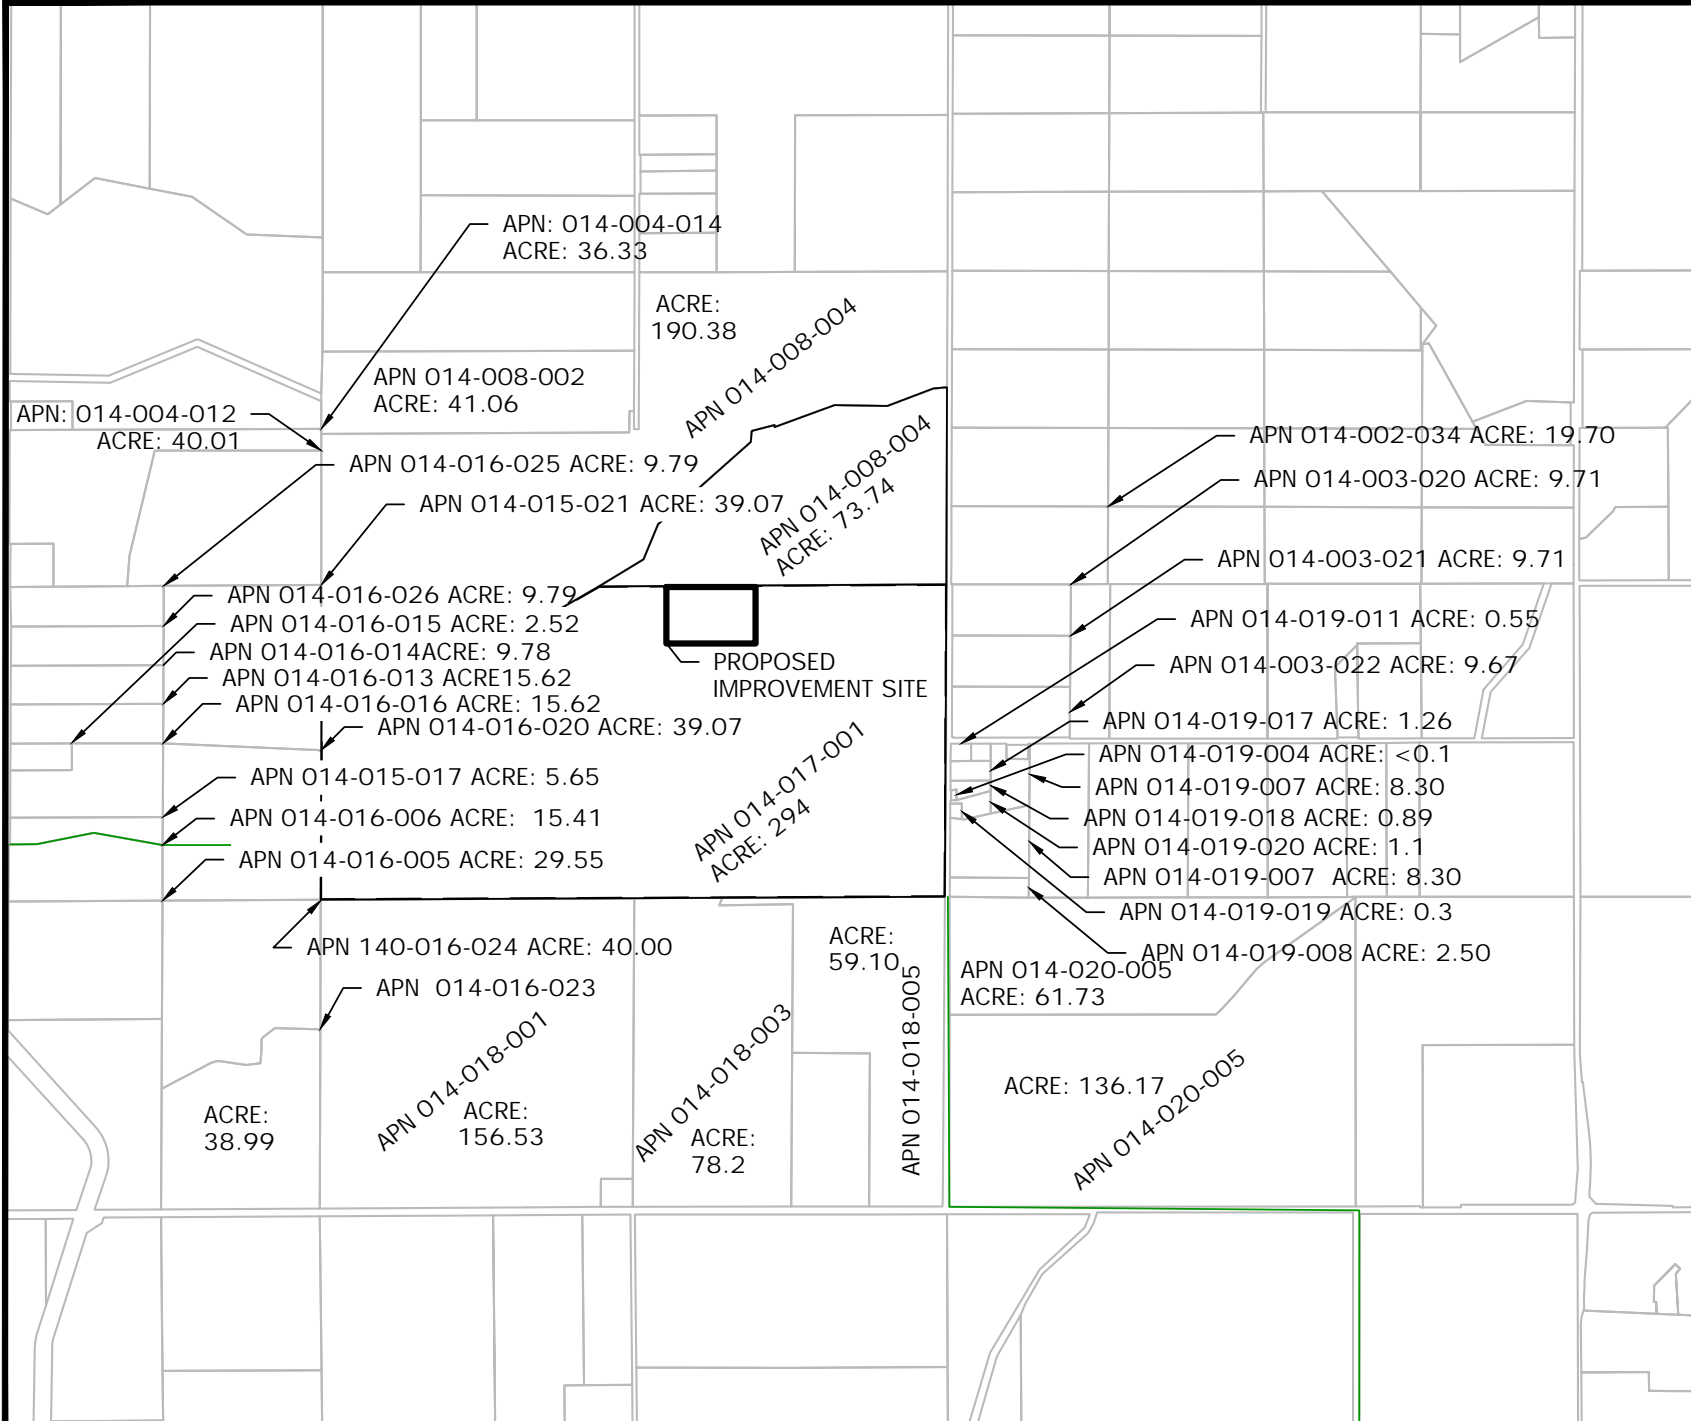 APN: 014-004-014
ACRE: 36.33
ACRE:
190.38
APN 014-008-004
APN 014-008-002
ACRE: 41.06
APN: 014-004-012
ACRE: 40.01
APN 014-008-004
ACRE: 73.74
APN 014-016-025 ACRE: 9.79
APN 014-015-021 ACRE: 39.07
APN 014-002-034 ACRE: 19.70
APN 014-003-020 ACRE: 9.71
APN 014-003-021 ACRE: 9.71
APN 014-016-026 ACRE: 9.79
APN 014-016-015 ACRE: 2.52
APN 014-016-014ACRE: 9.78
APN 014-016-013 ACRE15.62
APN 014-016-016 ACRE: 15.62
APN 014-016-020 ACRE: 39.07
PROPOSED
IMPROVEMENT SITE
APN 014-019-011 ACRE: 0.55
APN 014-003-022 ACRE: 9.67
APN 014-019-017 ACRE: 1.26
APN 014-019-004 ACRE: <0.1
APN 014-019-007 ACRE: 8.30
APN 014-019-018 ACRE: 0.89
APN 014-019-020 ACRE: 1.1
APN 014-019-007 ACRE: 8.30
APN 014-019-019 ACRE: 0.3
APN 014-019-008 ACRE: 2.50
APN 014-015-017 ACRE: 5.65
APN 014-016-006 ACRE: 15.41
APN 014-016-005 ACRE: 29.55
APN 014-017-001
ACRE: 294
APN 140-016-024 ACRE: 40.00
APN 014-016-023
ACRE:
59.10
APN 014-018-005
APN 014-020-005
ACRE: 61.73
APN 014-018-001
ACRE:
156.53
APN 014-018-003
ACRE:
78.2
ACRE:
38.99
ACRE: 136.17
APN 014-020-005